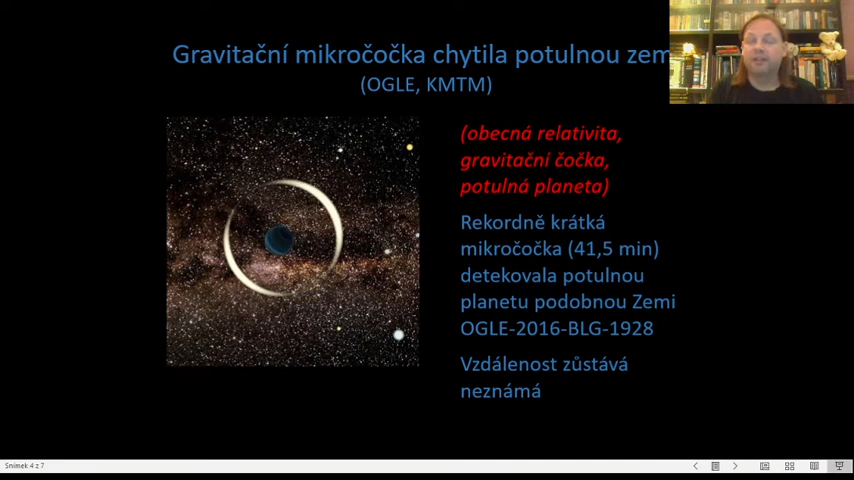 Gravitační mikročočka chytila potulnou zem
(OGLE, KMTM)
(obecná relativita,
gravitační čočka,
potulná planeta)
Rekordně krátká
mikročočka (41,5 min)
detekovala potulnou
planetu podobnou Zemi
OGLE-2016-BLG-1928
Vzdálenost zůstává
neznámá
Snímek 4 z 7